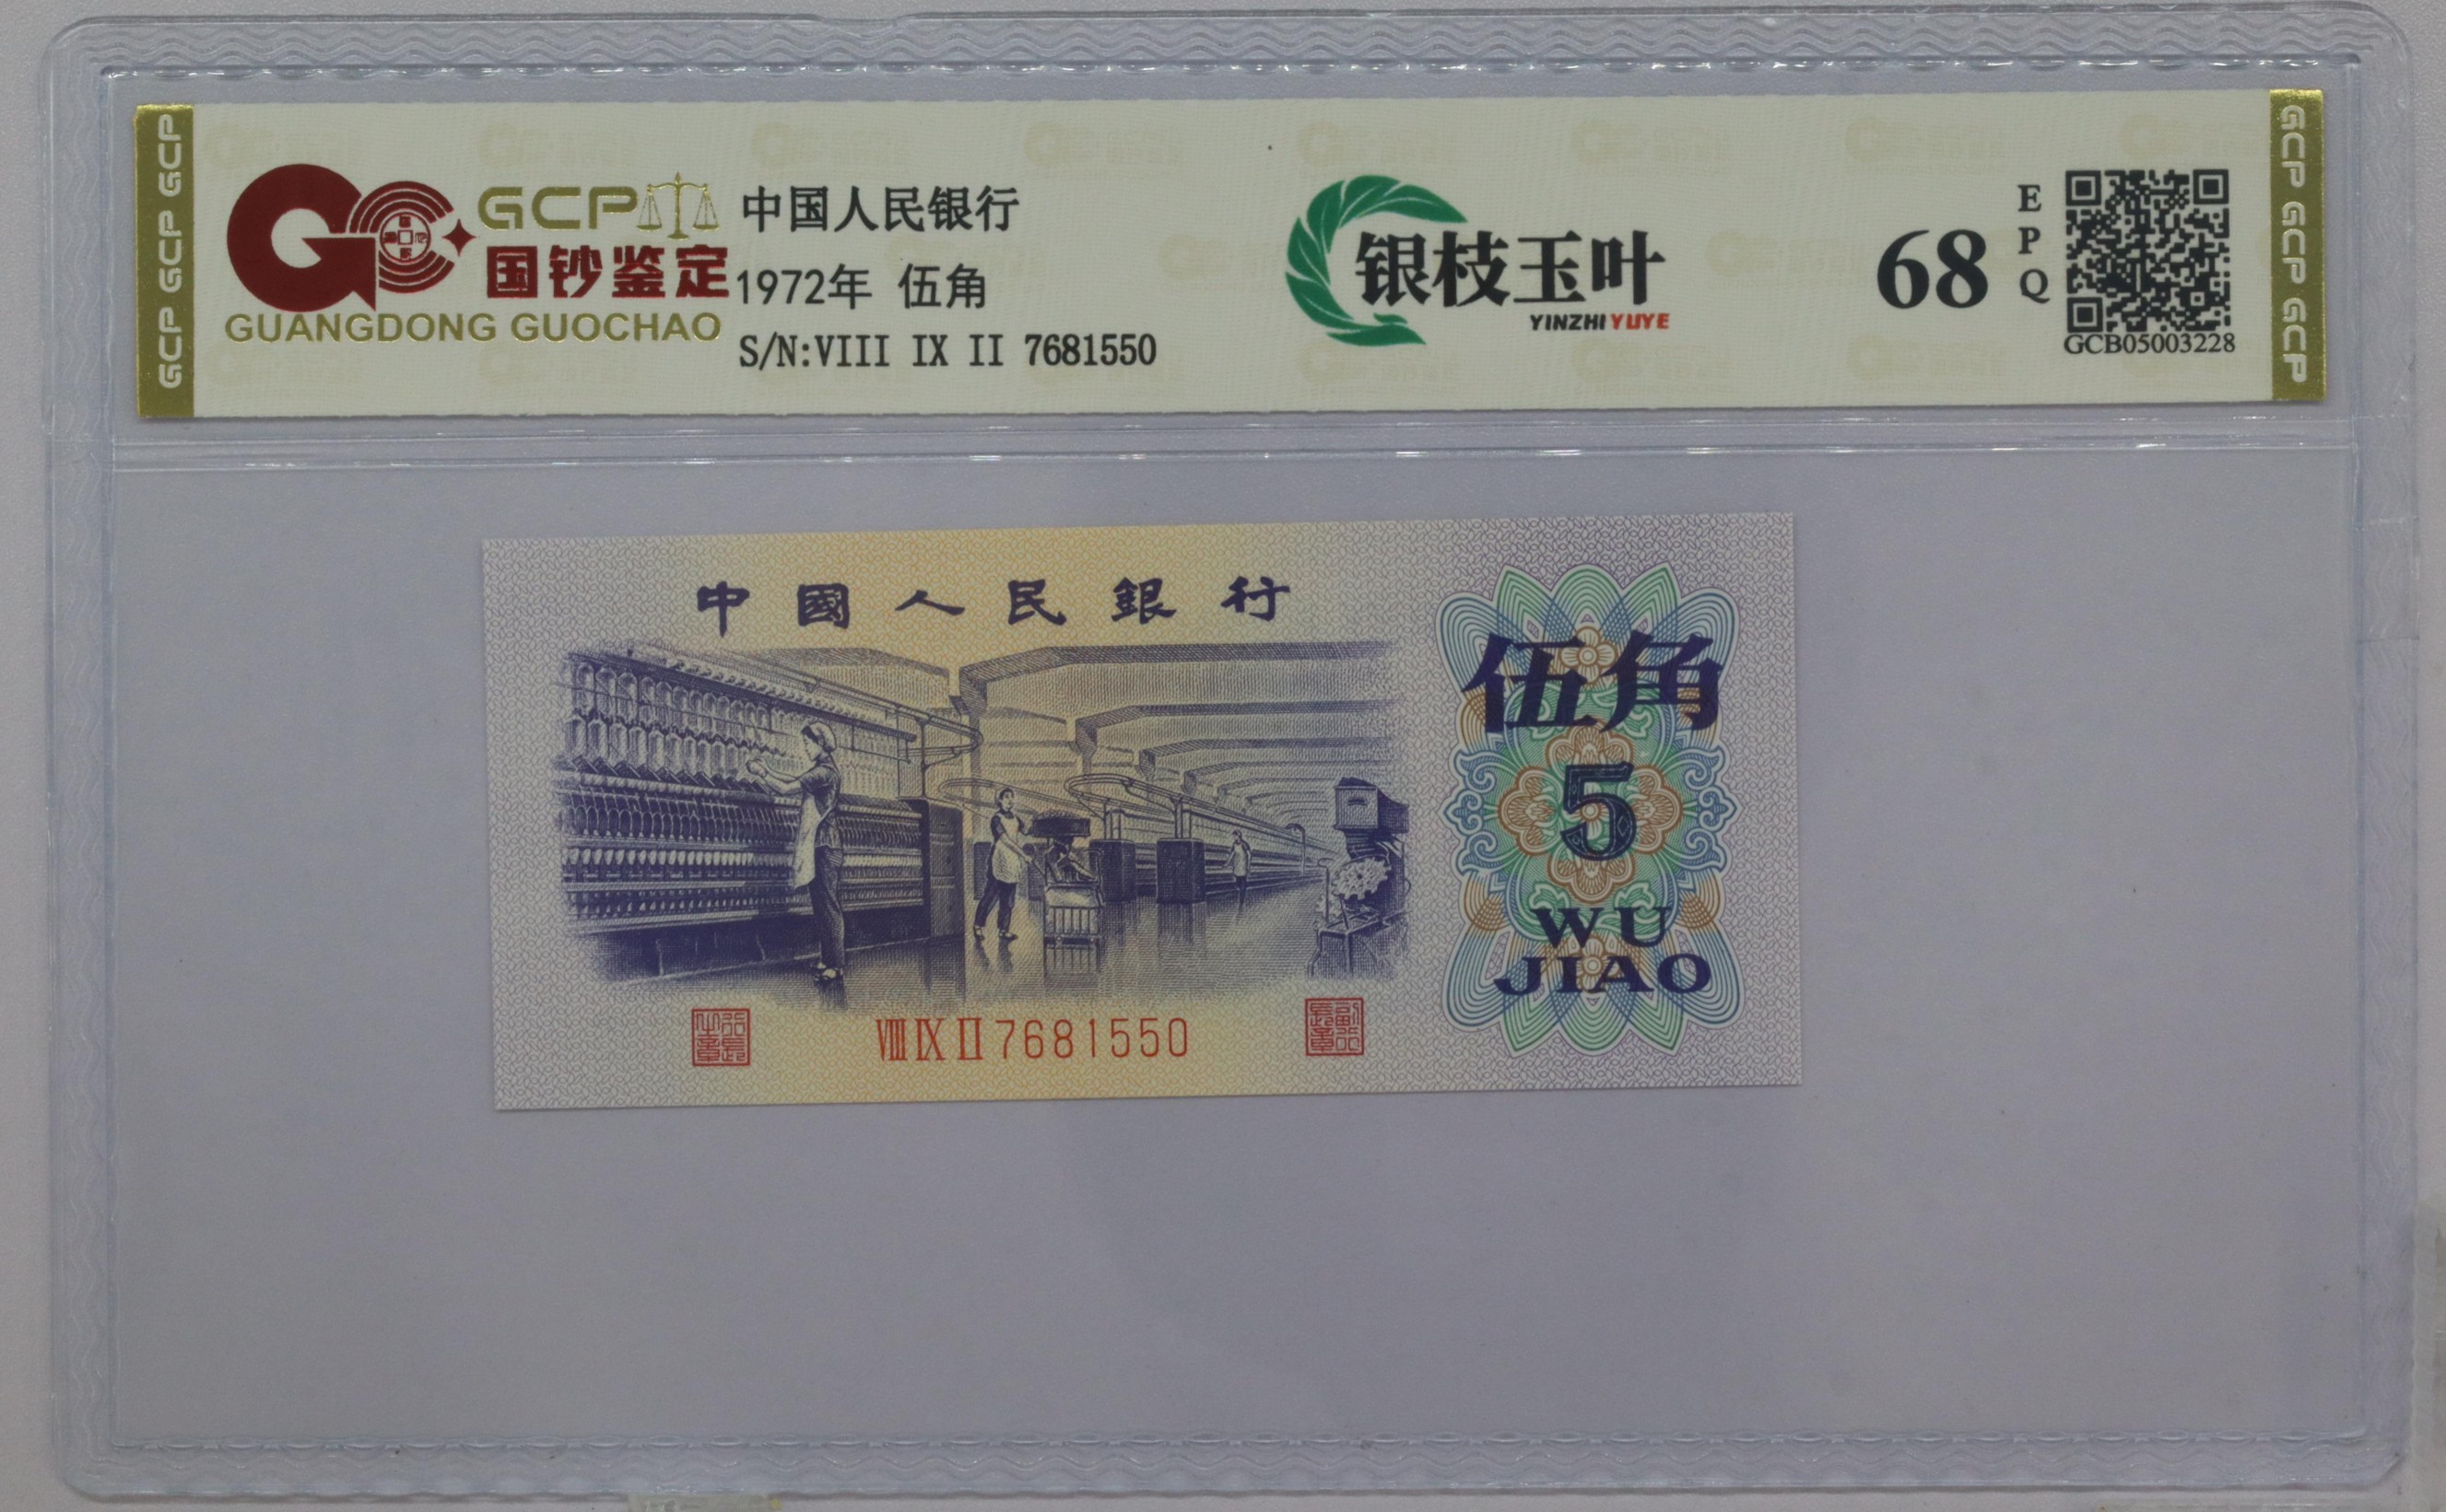 GCP GCP GCP
GCP
国钞鉴定
GUANGDONG GUOCHAO
中国人民银行
1972年 伍角
S/N:VIII IX II 7681550
银枝玉叶
YINZHI YUYE
68
EPQ
GCB05003228
GCP GCP GCP
中國人民銀行
伍角
5
WU
JIAO
VIII IX II 7681550